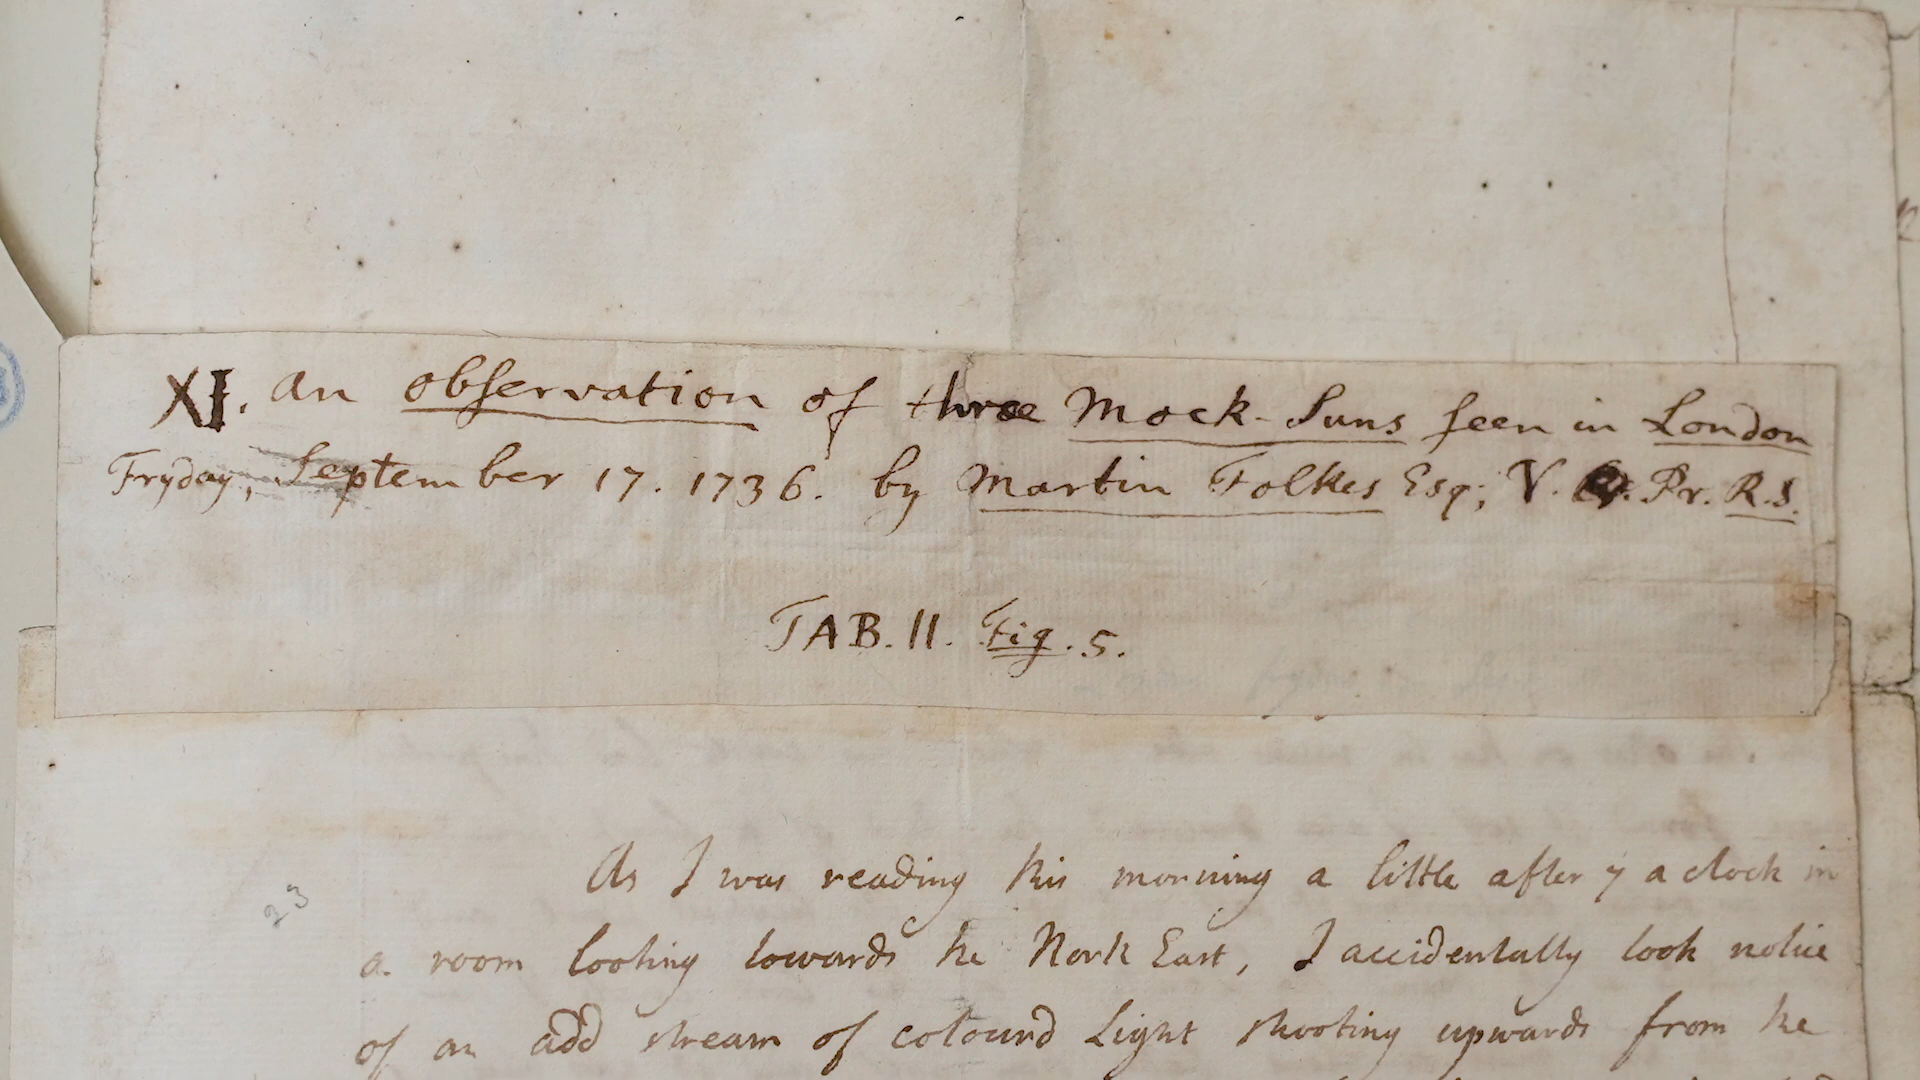 XI. an observation of three Mock-Suns seen in London
Fryday, September 17. 1736. by Martin Folkes Esq; V. Pr. R.S.
TAB. II. Fig. 5.
23
As I was reading this morning a little after 7 a clock in
a room looking towards the North East, I accidentally took notice
of an odd stream of colourd Light shooting upwards from the